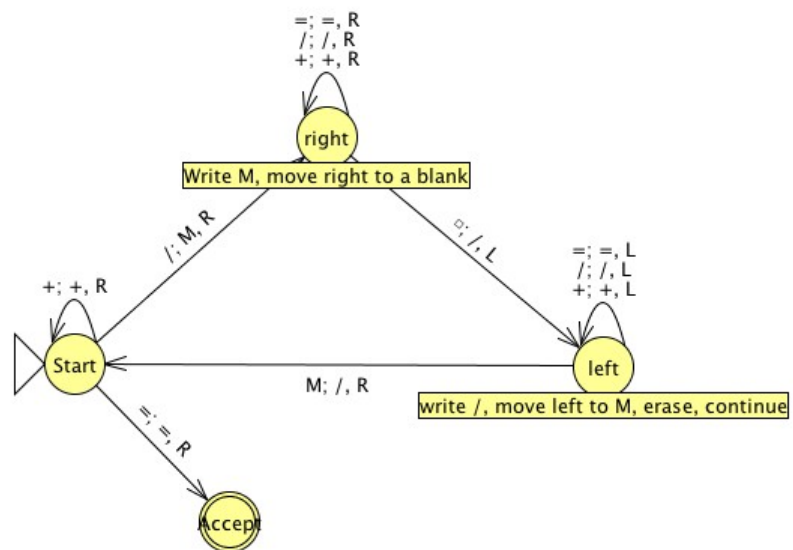 =; =, R
/; /, R
+; +, R
right
Write M, move right to a blank
/; M, R
□; /, L
=; =, L
/; /, L
+; +, L
+; +, R
Start
left
M; /, R
write /, move left to M, erase, continue
=; =, R
Accept